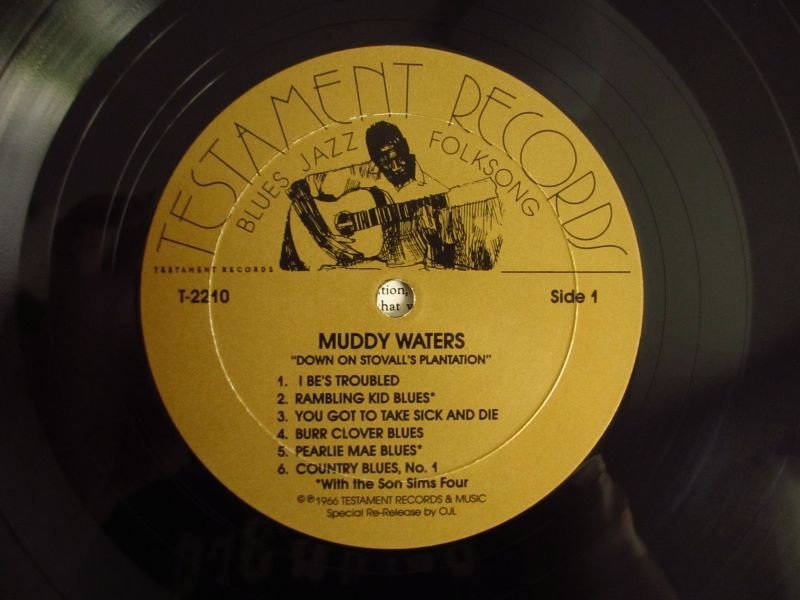 TESTAMENT RECORDS
BLUES JAZZ FOLKSONG
TESTAMENT RECORDS
T-2210 Side 1
tion,
hat w
MUDDY WATERS
"DOWN ON STOVALL'S PLANTATION"
1. I BE'S TROUBLED
2. RAMBLING KID BLUES*
3. YOU GOT TO TAKE SICK AND DIE
4. BURR CLOVER BLUES
5. PEARLIE MAE BLUES*
6. COUNTRY BLUES, No. 1
*With the Son Sims Four
©℗1966 TESTAMENT RECORDS & MUSIC
Special Re-Release by OJL